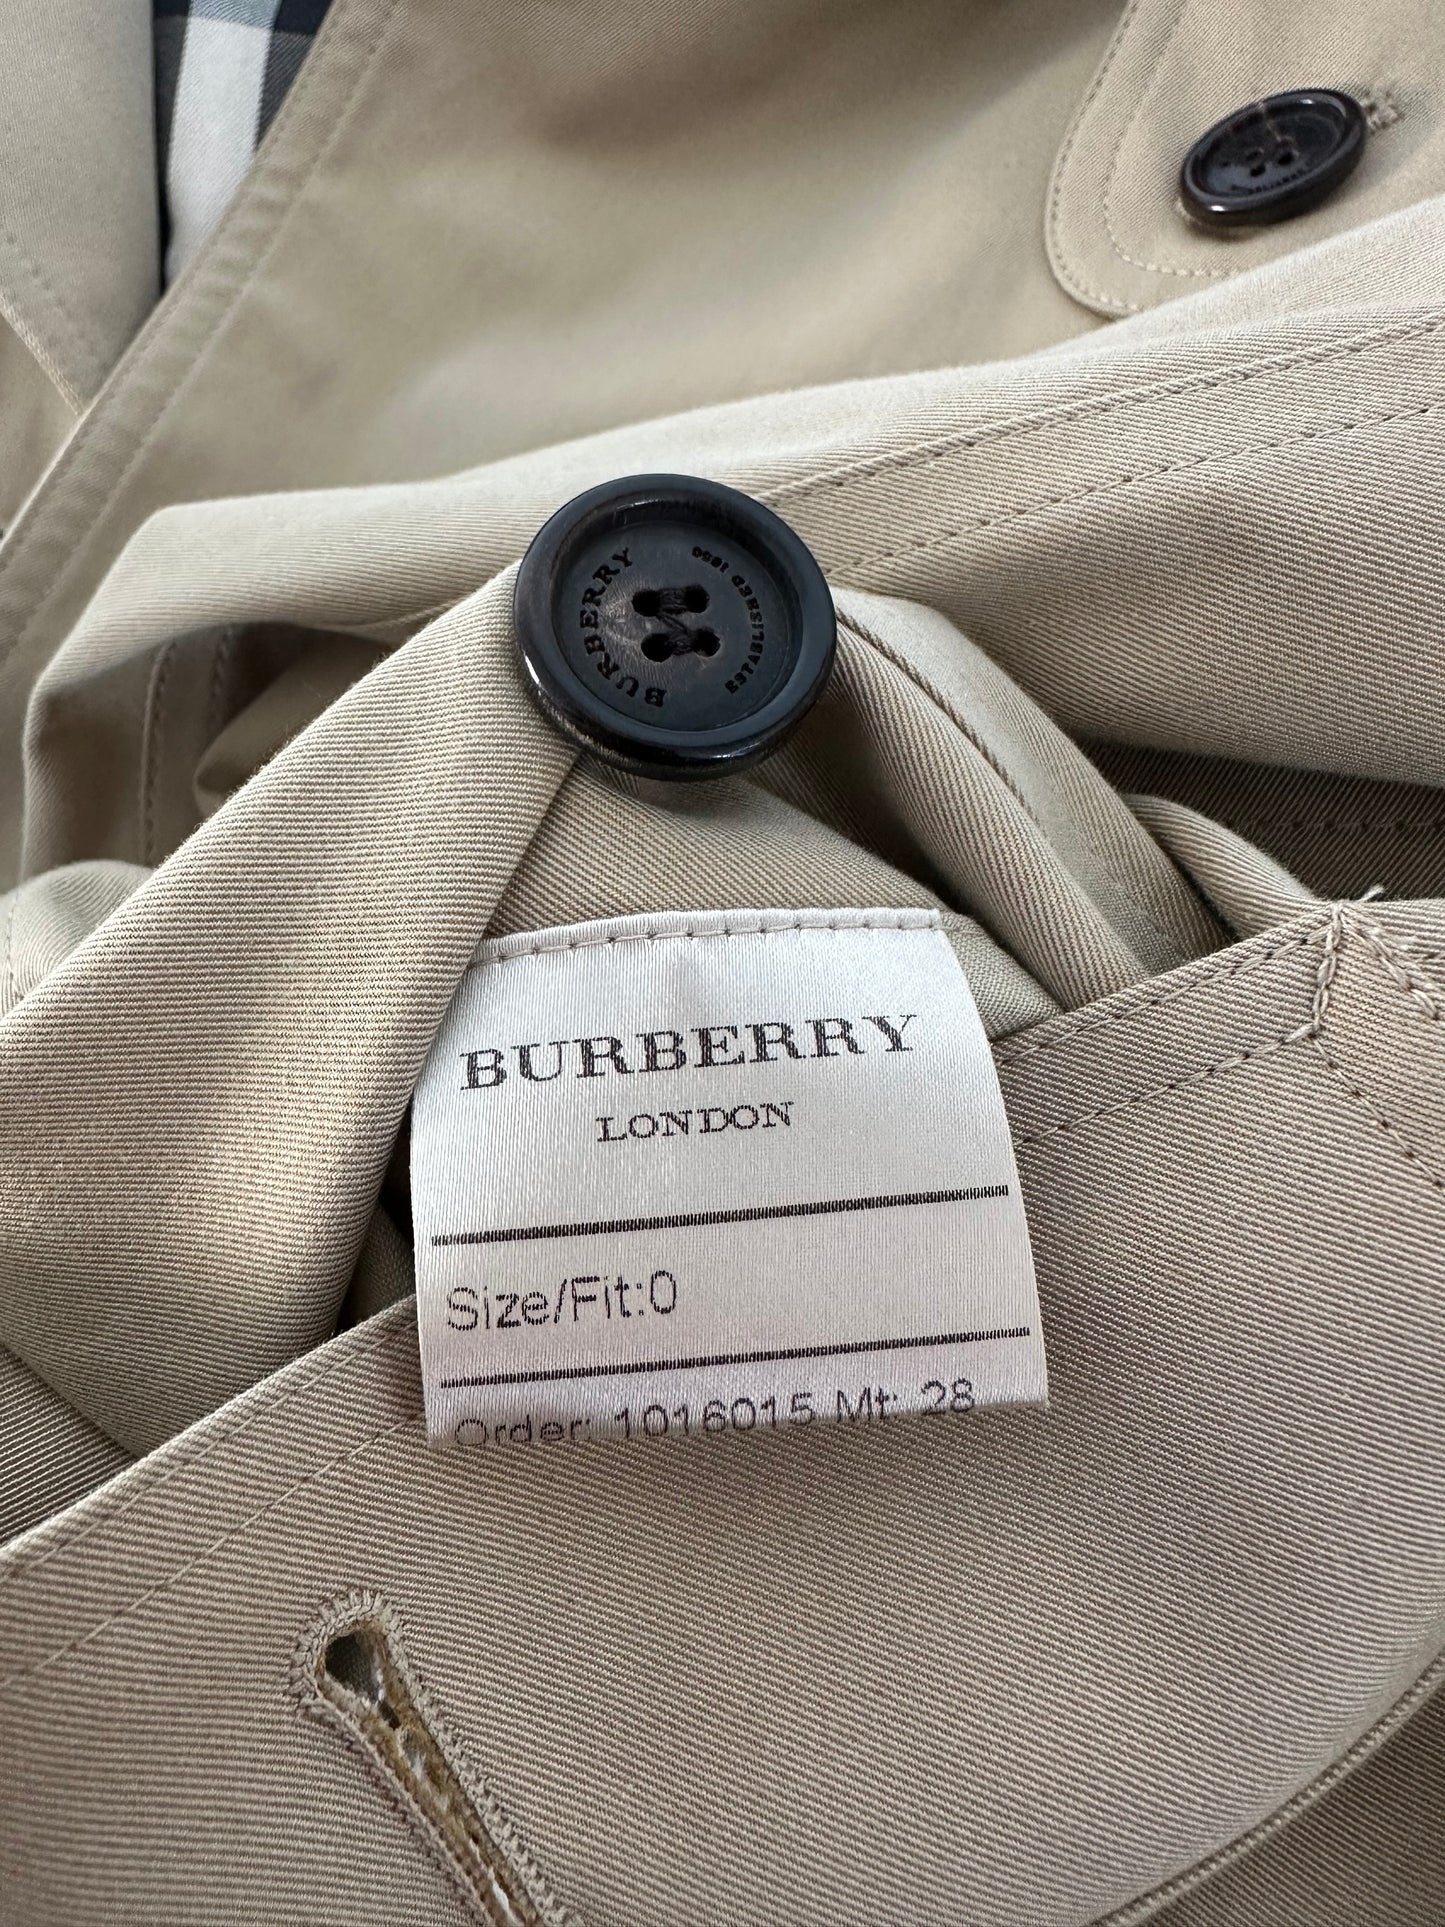 BURBERRY
ESTABLISHED 1856
BURBERRY
LONDON
Size/Fit:0
Order: 1016015 Mt: 28